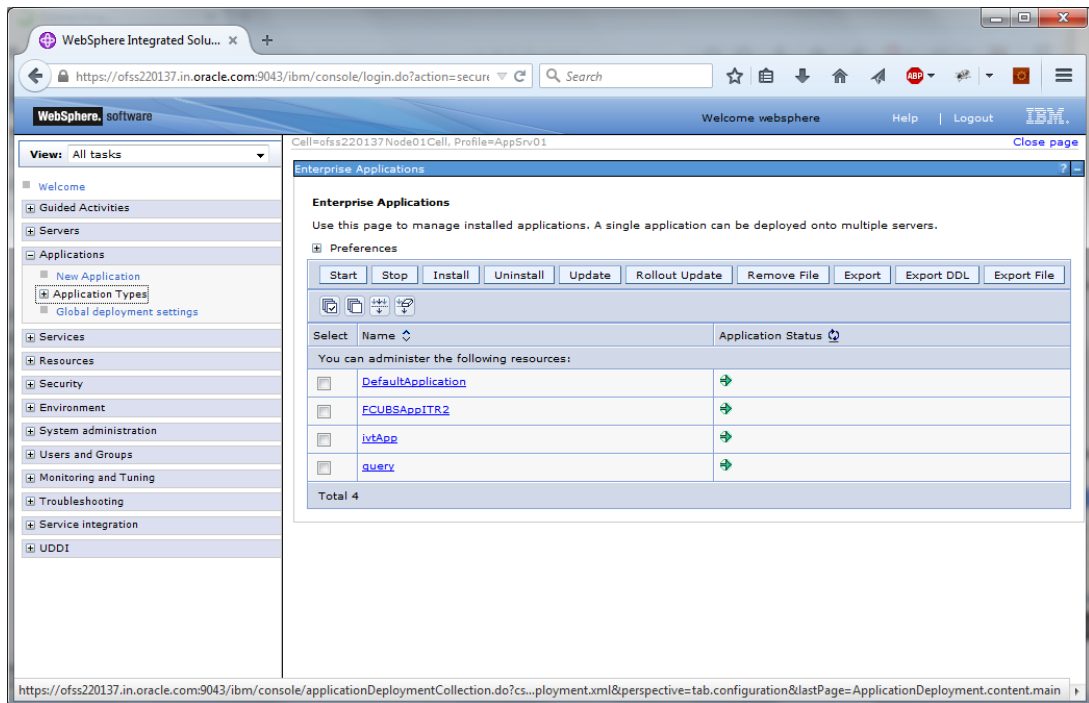 WebSphere Integrated Solu... × +
https://ofss220137.in.oracle.com:9043/ibm/console/login.do?action=secure Search ABP
WebSphere. software Welcome websphere Help | Logout IBM.
View: All tasks
Welcome
Guided Activities
Servers
Applications
New Application
Application Types
Global deployment settings
Services
Resources
Security
Environment
System administration
Users and Groups
Monitoring and Tuning
Troubleshooting
Service integration
UDDI
Cell=ofss220137Node01Cell, Profile=AppSrv01 Close page
Enterprise Applications ? -
Enterprise Applications
Use this page to manage installed applications. A single application can be deployed onto multiple servers.
Preferences
Start Stop Install Uninstall Update Rollout Update Remove File Export Export DDL Export File
Select Name Application Status
You can administer the following resources:
DefaultApplication
FCUBSAppITR2
ivtApp
query
Total 4
https://ofss220137.in.oracle.com:9043/ibm/console/applicationDeploymentCollection.do?cs...ployment.xml&perspective=tab.configuration&lastPage=ApplicationDeployment.content.main